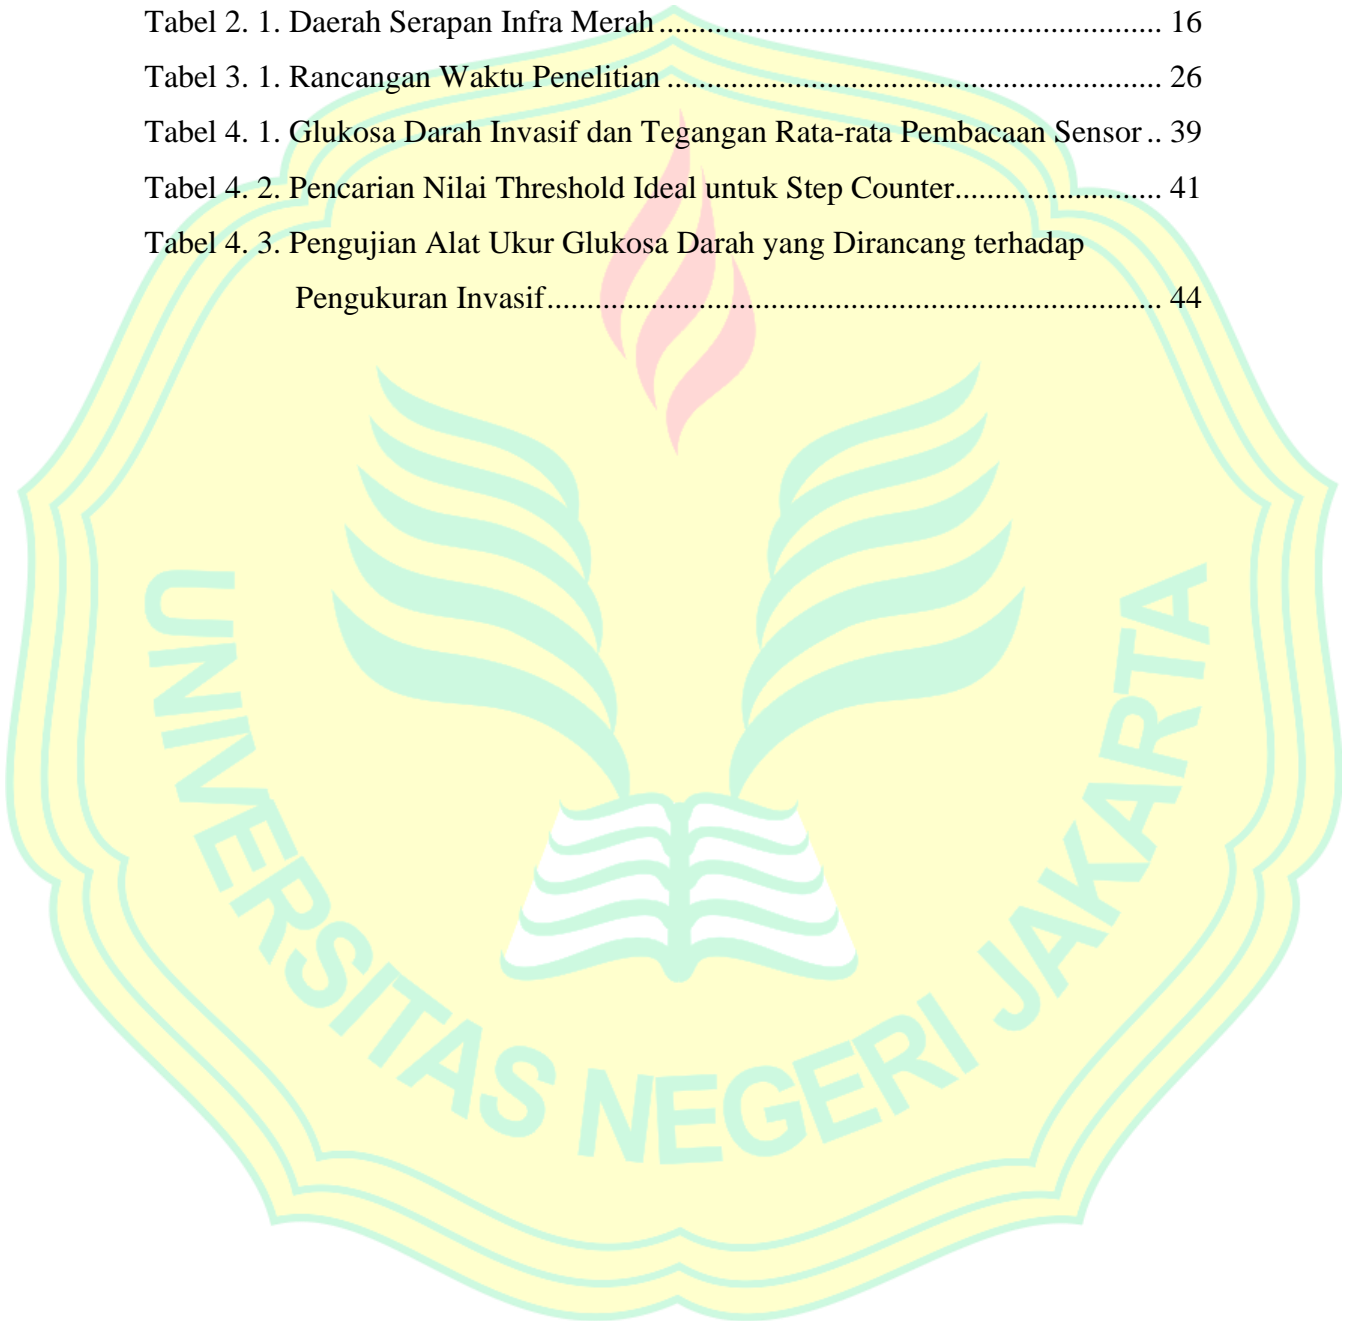 Tabel 2. 1. Daerah Serapan Infra Merah................................................................ 16
Tabel 3. 1. Rancangan Waktu Penelitian ............................................................... 26
Tabel 4. 1. Glukosa Darah Invasif dan Tegangan Rata-rata Pembacaan Sensor.. 39
Tabel 4. 2. Pencarian Nilai Threshold Ideal untuk Step Counter.......................... 41
Tabel 4. 3. Pengujian Alat Ukur Glukosa Darah yang Dirancang terhadap
Pengukuran Invasif.............................................................................. 44
UNIVERSITAS NEGERI JAKARTA